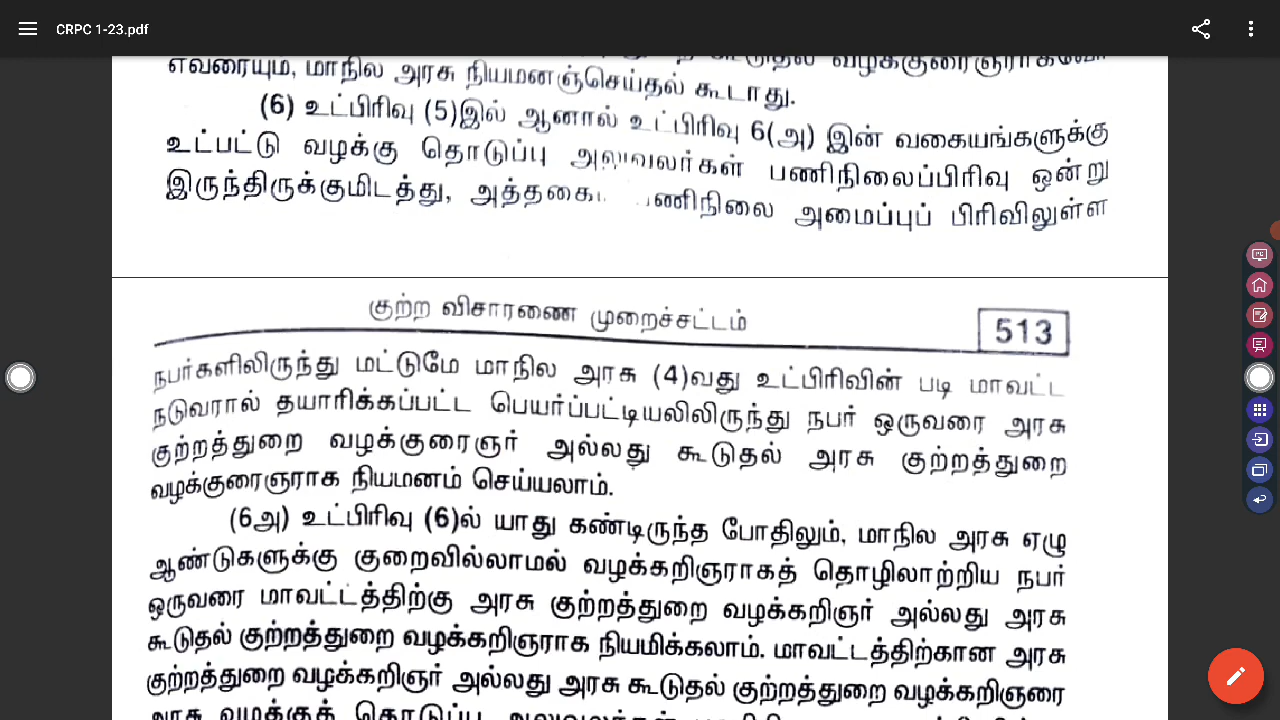 CRPC 1-23.pdf
எவரையும், மாநில அரசு நியமனஞ்செய்தல் கூடாது.
(6) உட்பிரிவு (5)இல் ஆனால் உட்பிரிவு 6(அ) இன் வகையங்களுக்கு
உட்பட்டு வழக்கு தொடுப்பு அலுவலர்கள் பணிநிலைப்பிரிவு ஒன்று
இருந்திருக்குமிடத்து, அமைப்புப் பிரிவிலுள்ள
குற்ற விசாரணை முறைச்சட்டம்
513
நபர்களிலிருந்து மட்டுமே மாநில அரசு (4)வது உட்பிரிவின் படி மாவட்ட
நடுவரால் தயாரிக்கப்பட்ட பெயர்ப்பட்டியலிலிருந்து நபர் ஒருவரை அரசு
குற்றத்துறை வழக்குரைஞர் அல்லது கூடுதல் அரசு குற்றத்துறை
வழக்குரைஞராக நியமனம் செய்யலாம்.
(6அ) உட்பிரிவு (6)ல் யாது கண்டிருந்த போதிலும், மாநில அரசு ஏழு
ஆண்டுகளுக்கு குறைவில்லாமல் வழக்கறிஞராகத் தொழிலாற்றிய நபர்
ஒருவரை மாவட்டத்திற்கு அரசு குற்றத்துறை வழக்கறிஞர் அல்லது அரசு
கூடுதல் குற்றத்துறை வழக்கறிஞராக நியமிக்கலாம். மாவட்டத்திற்கான அரசு
குற்றத்துறை வழக்கறிஞர் அல்லது அரசு கூடுதல் குற்றத்துறை வழக்கறிஞரை